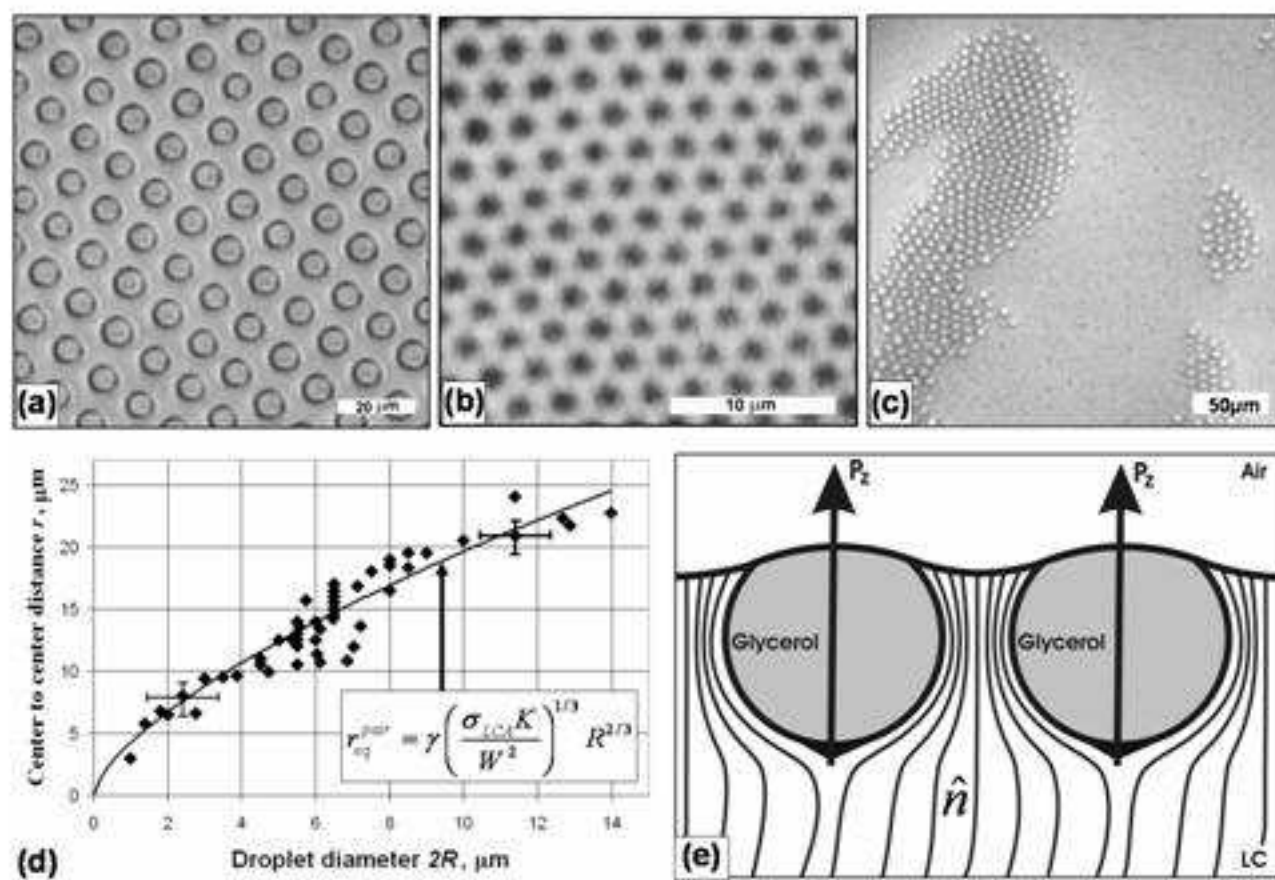 (a)
20 μm
(b)
10 μm
(c)
50μm
(d)
Center to center distance r, μm
25
20
15
10
5
0
0
2
4
6
8
10
12
14
Droplet diameter 2R, μm
r_eq^pair = γ (σ_LCA K / W^2)^1/3 R^2/3
(e)
P_z
P_z
Air
Glycerol
Glycerol
n̂
LC